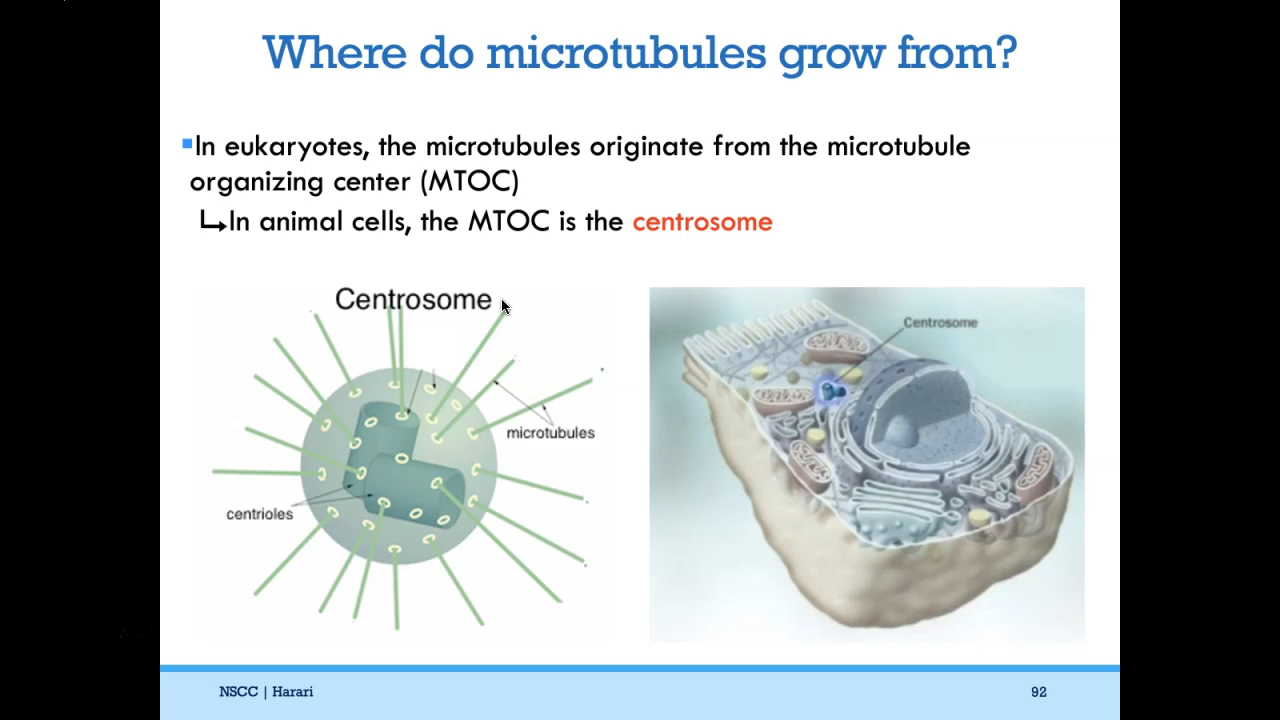 Where do microtubules grow from?
In eukaryotes, the microtubules originate from the microtubule
organizing center (MTOC)
In animal cells, the MTOC is the centrosome
Centrosome
microtubules
centrioles
Centrosome
NSCC | Harari
92